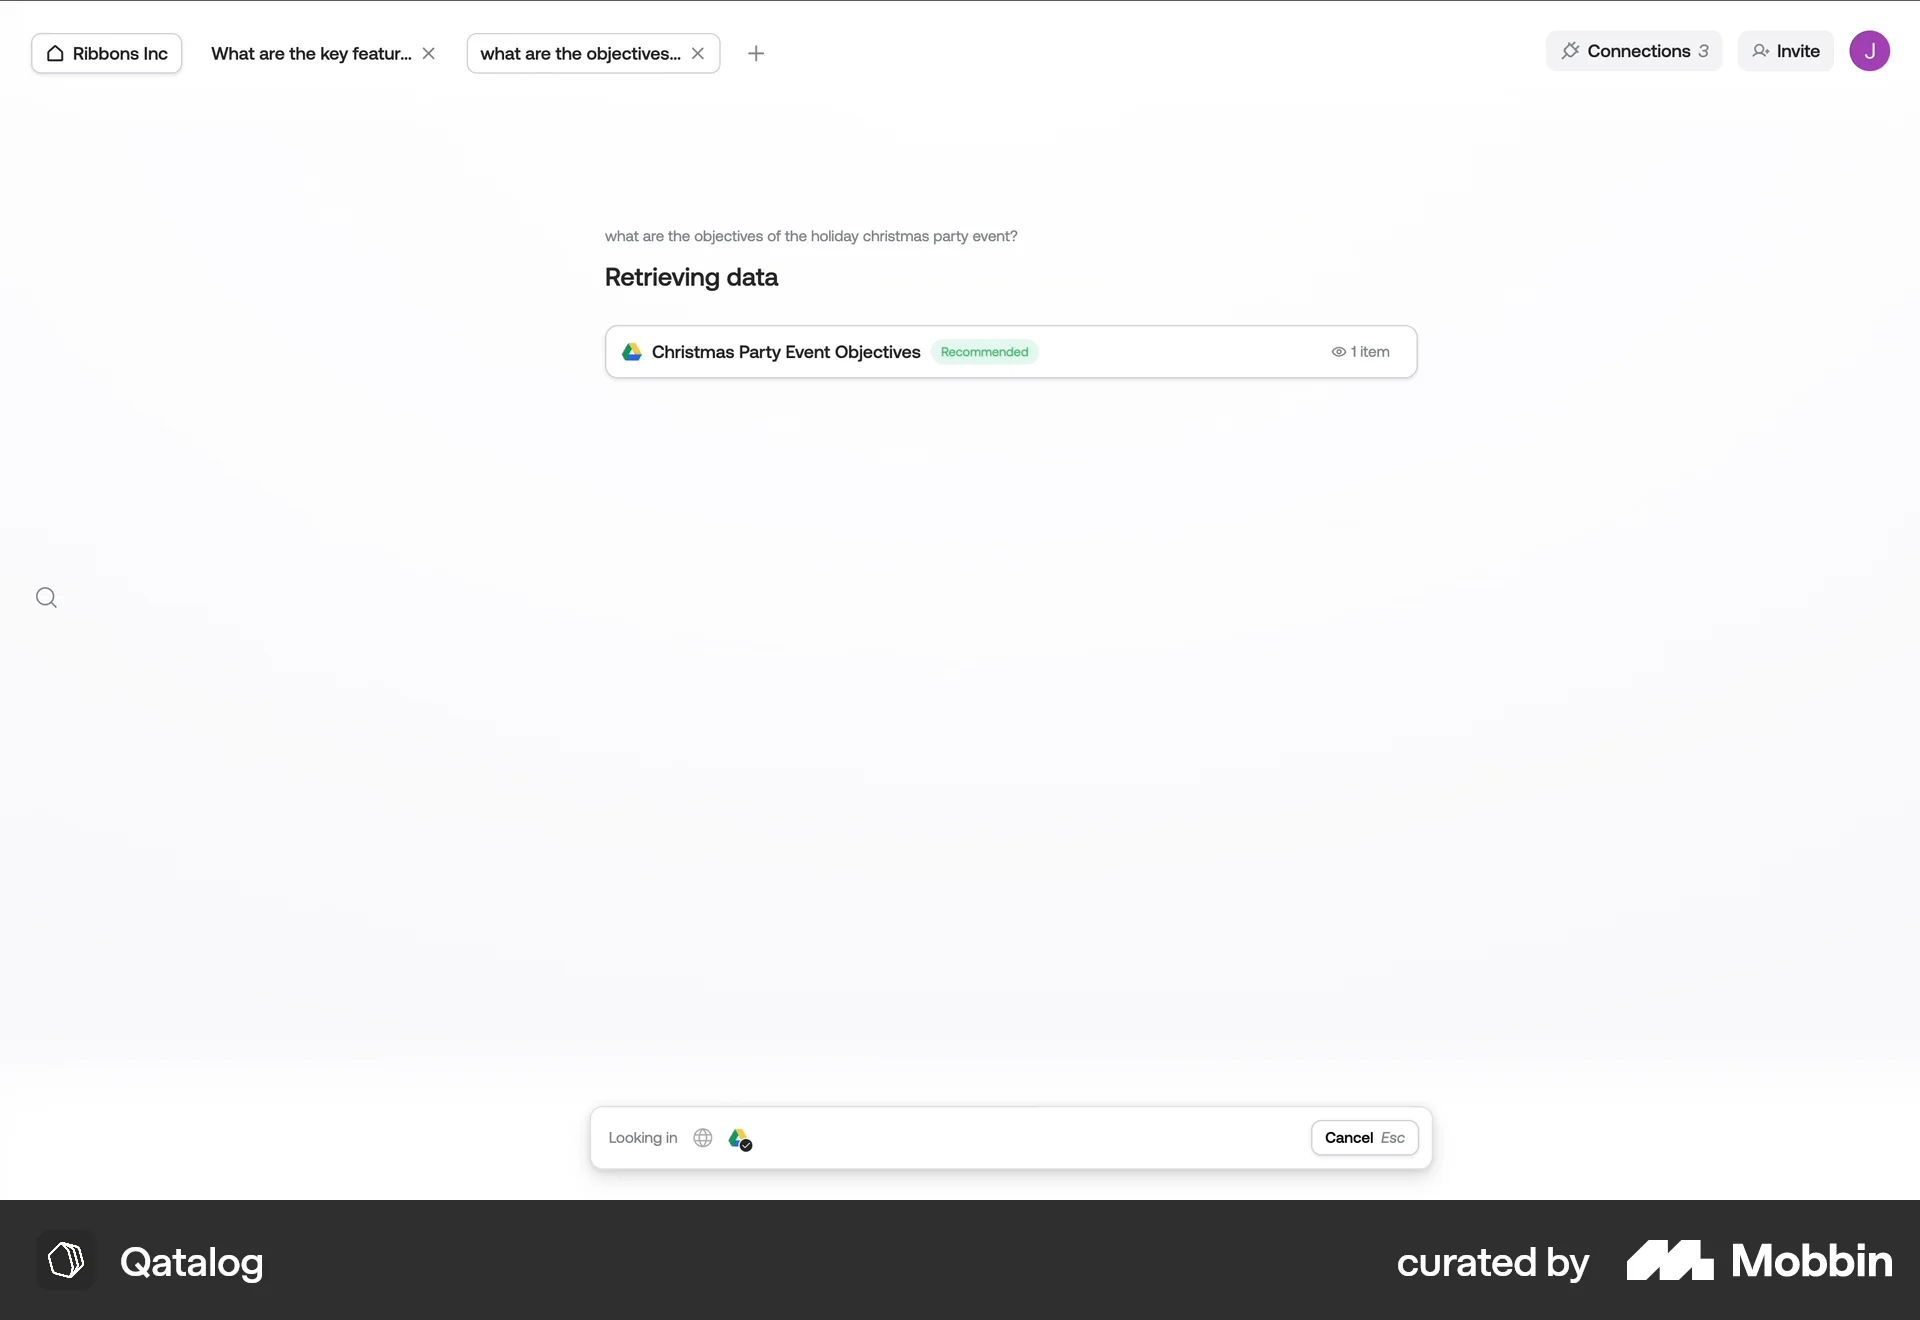 Ribbons Inc
What are the key featur...
what are the objectives...
Connections 3
Invite
J
what are the objectives of the holiday christmas party event?
Retrieving data
Christmas Party Event Objectives
Recommended
1 item
Looking in
Cancel Esc
Qatalog
curated by
Mobbin